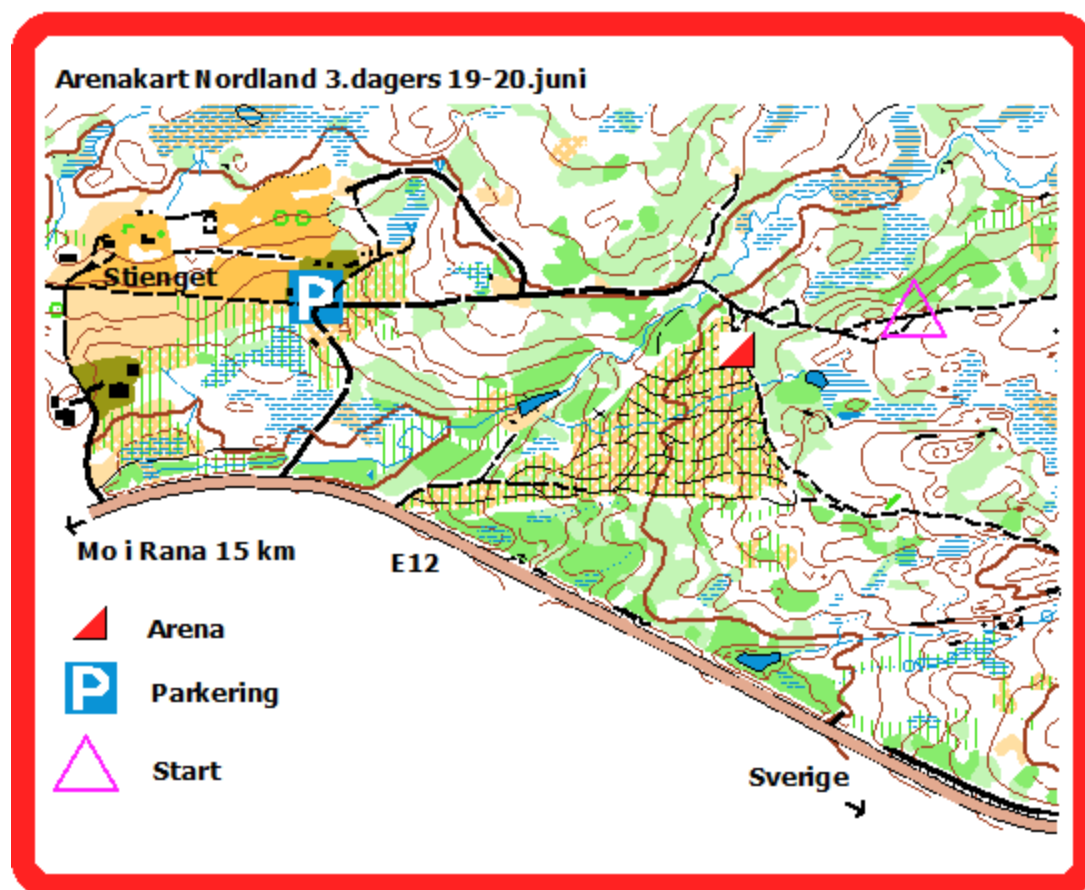 Arenakart Nordland 3.dagers 19-20.juni
Stienget
P
Mo i Rana 15 km
E12
Arena
P
Parkering
Start
Sverige